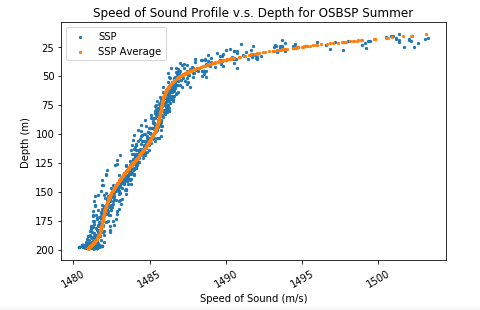 Speed of Sound Profile v.s. Depth for OSBSP Summer
SSP
SSP Average
25
50
75
100
125
150
175
200
Depth (m)
1480
1485
1490
1495
1500
Speed of Sound (m/s)